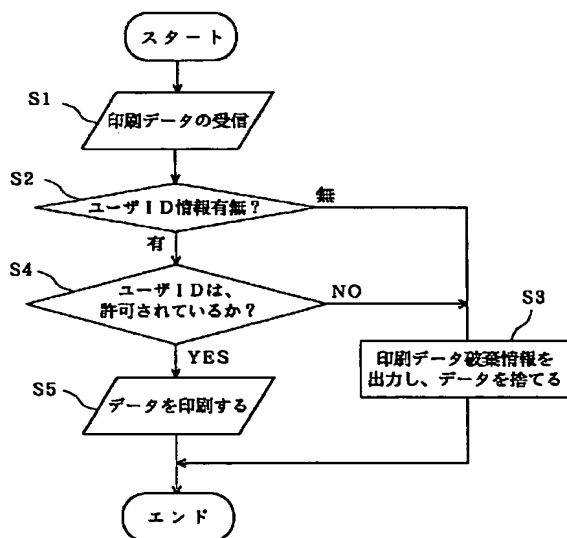 スタート
S1
印刷データの受信
S2
ユーザID情報有無?
無
有
S4
ユーザIDは、
許可されているか?
NO
S3
印刷データ破棄情報を
出力し、データを捨てる
YES
S5
データを印刷する
エンド